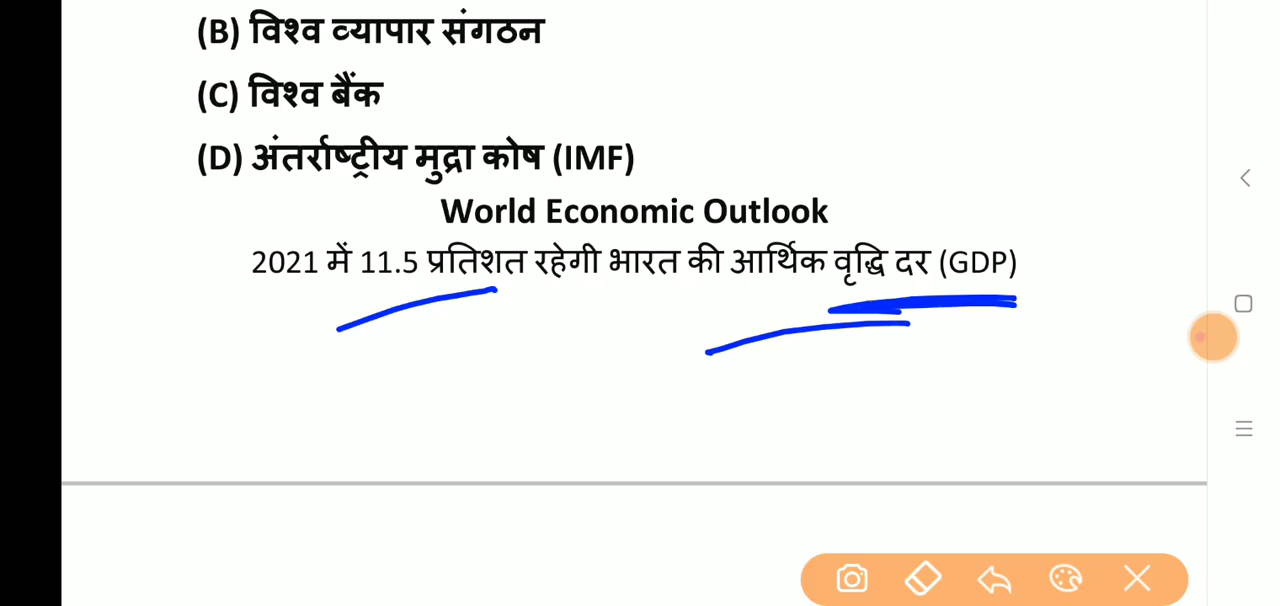 (B) विश्व व्यापार संगठन
(C) विश्व बैंक
(D) अंतर्राष्ट्रीय मुद्रा कोष (IMF)
World Economic Outlook
2021 में 11.5 प्रतिशत रहेगी भारत की आर्थिक वृद्धि दर (GDP)